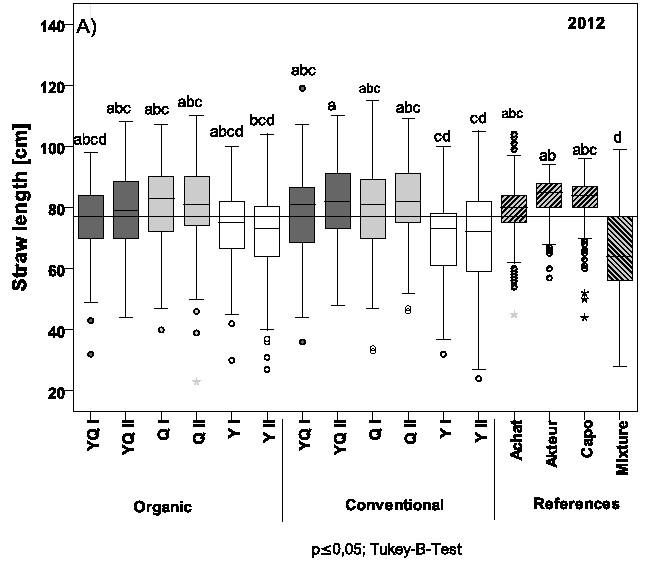 A)
2012
Straw length [cm]
140
120
100
80
60
40
20
abcd
abc
abc
abc
abcd
bcd
abc
a
abc
abc
cd
cd
abc
ab
abc
d
YQ I
YQ II
Q I
Q II
Y I
Y II
YQ I
YQ II
Q I
Q II
Y I
Y II
Achat
Akteur
Capo
Mixture
Organic
Conventional
References
p≤0,05; Tukey-B-Test